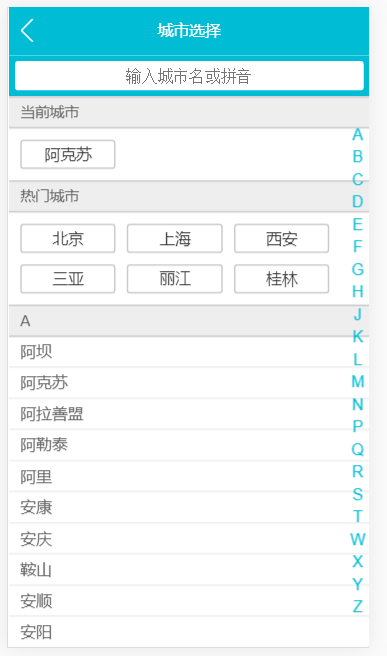 城市选择
输入城市名或拼音
当前城市
阿克苏
热门城市
北京 上海 西安
三亚 丽江 桂林
A
阿坝
阿克苏
阿拉善盟
阿勒泰
阿里
安康
安庆
鞍山
安顺
安阳
A
B
C
D
E
F
G
H
J
K
L
M
N
P
Q
R
S
T
W
X
Y
Z